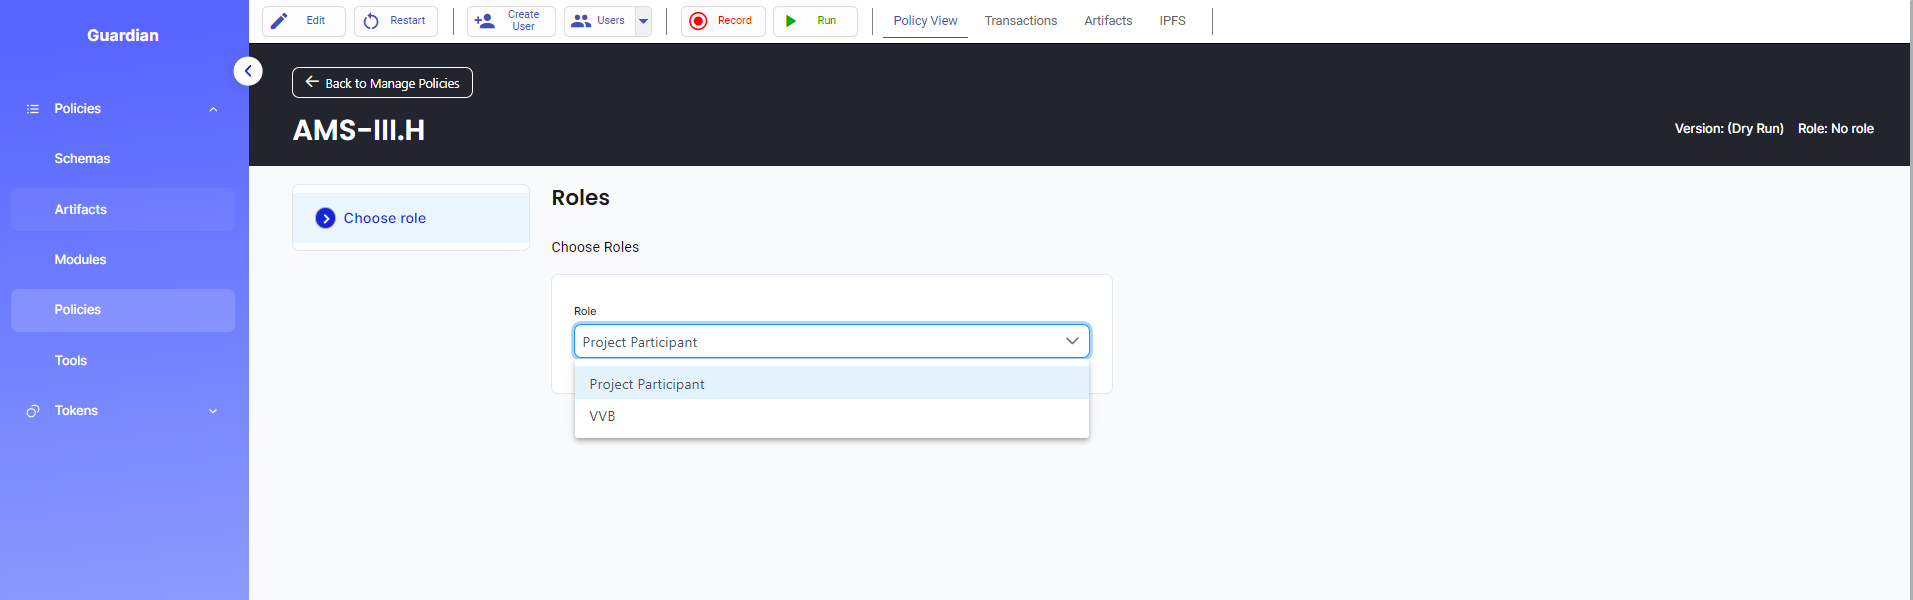 Guardian
Policies
Schemas
Artifacts
Modules
Policies
Tools
Tokens
Edit
Restart
Create
User
Users
Record
Run
Policy View
Transactions
Artifacts
IPFS
Back to Manage Policies
AMS-III.H
Version: (Dry Run) Role: No role
Choose role
Roles
Choose Roles
Role
Project Participant
Project Participant
VVB